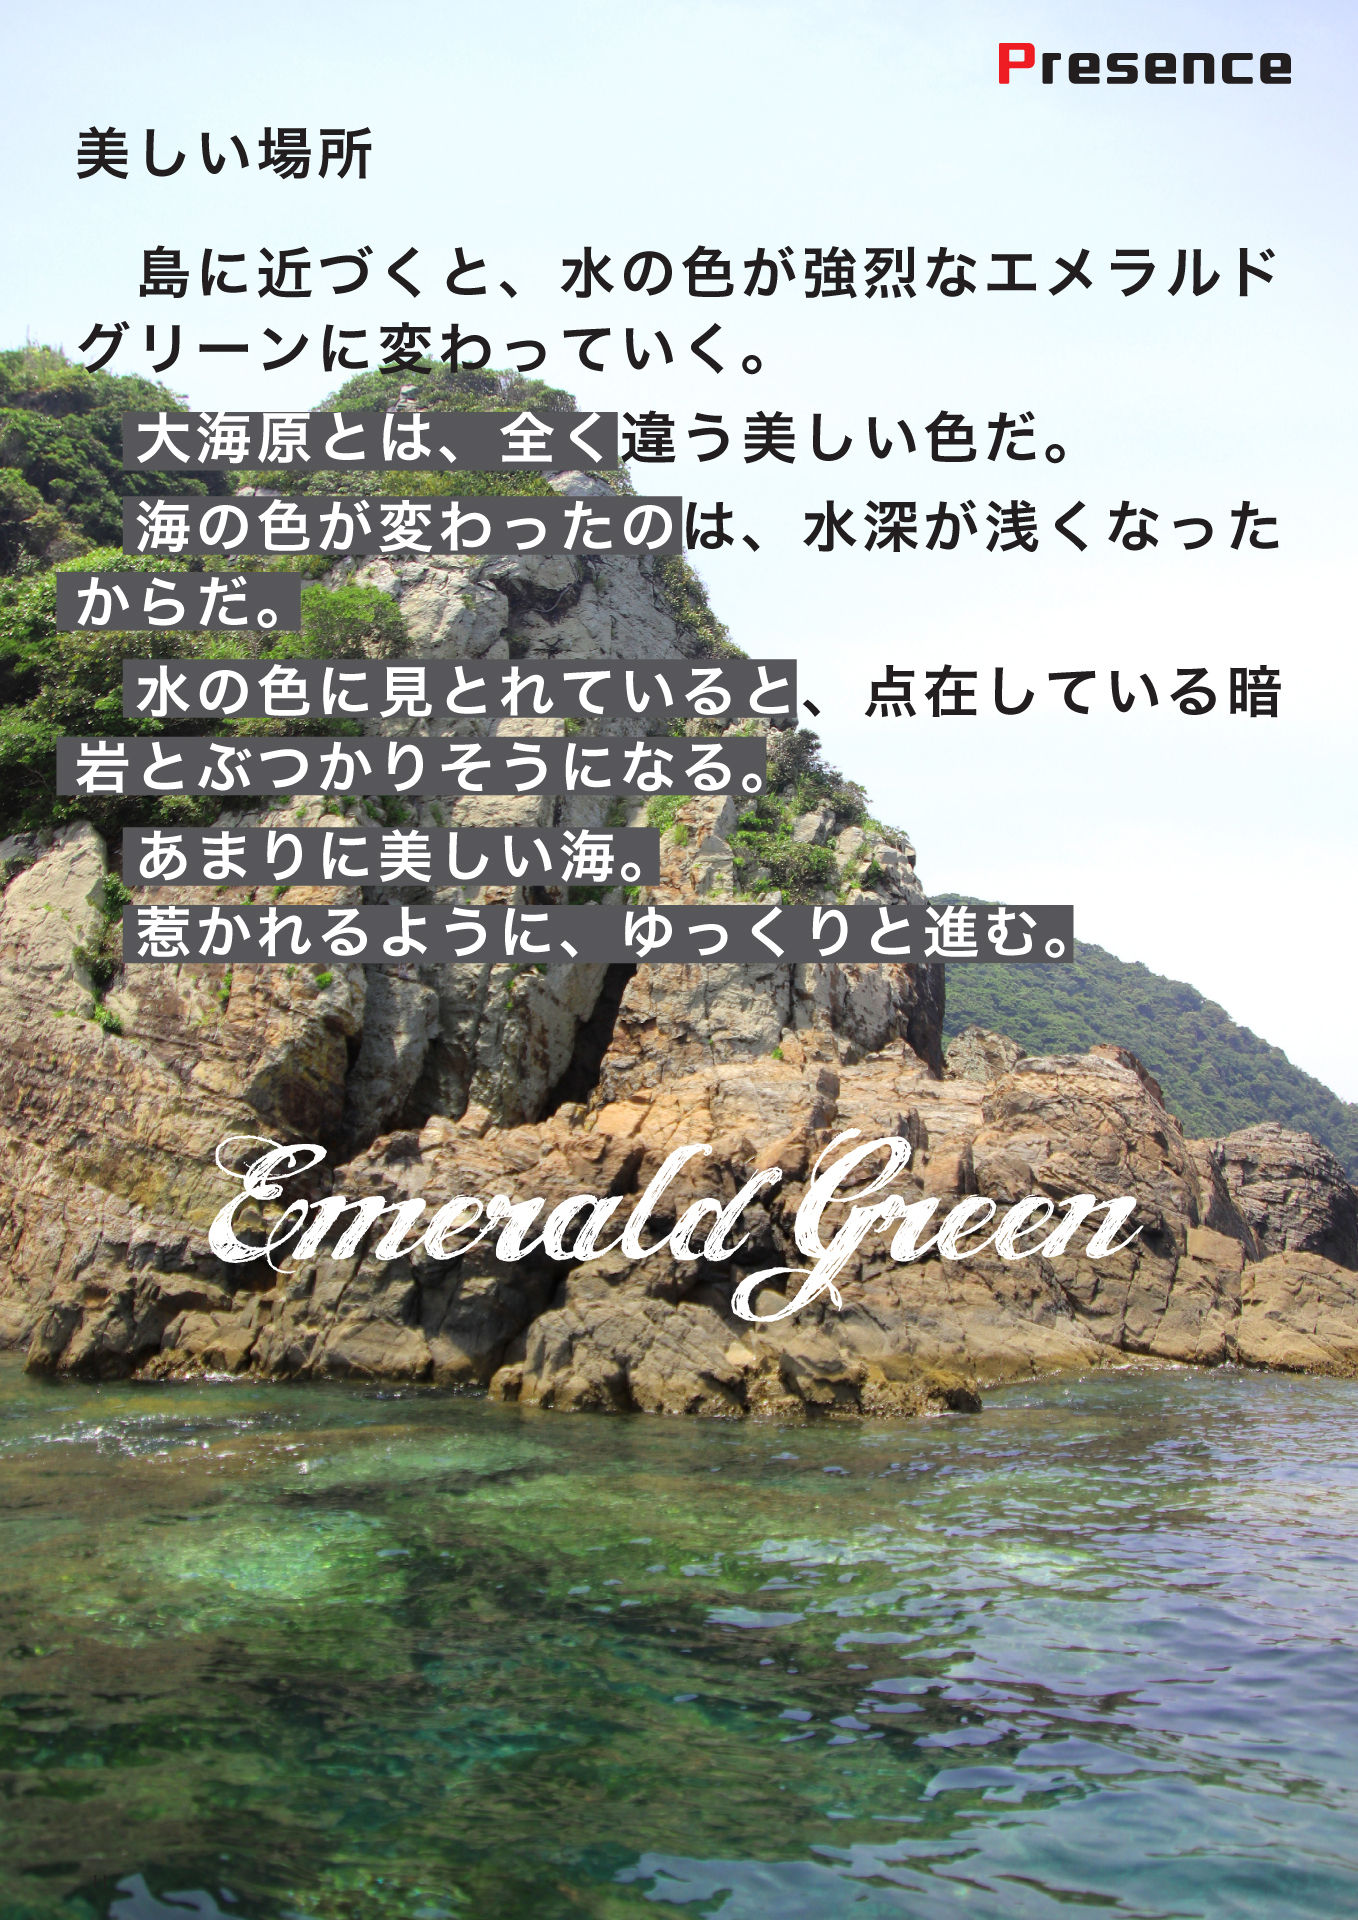 Presence
美しい場所
　島に近づくと、水の色が強烈なエメラルド
グリーンに変わっていく。
　大海原とは、全く違う美しい色だ。
　海の色が変わったのは、水深が浅くなった
からだ。
　水の色に見とれていると、点在している暗
岩とぶつかりそうになる。
　あまりに美しい海。
　惹かれるように、ゆっくりと進む。
Emerald Green